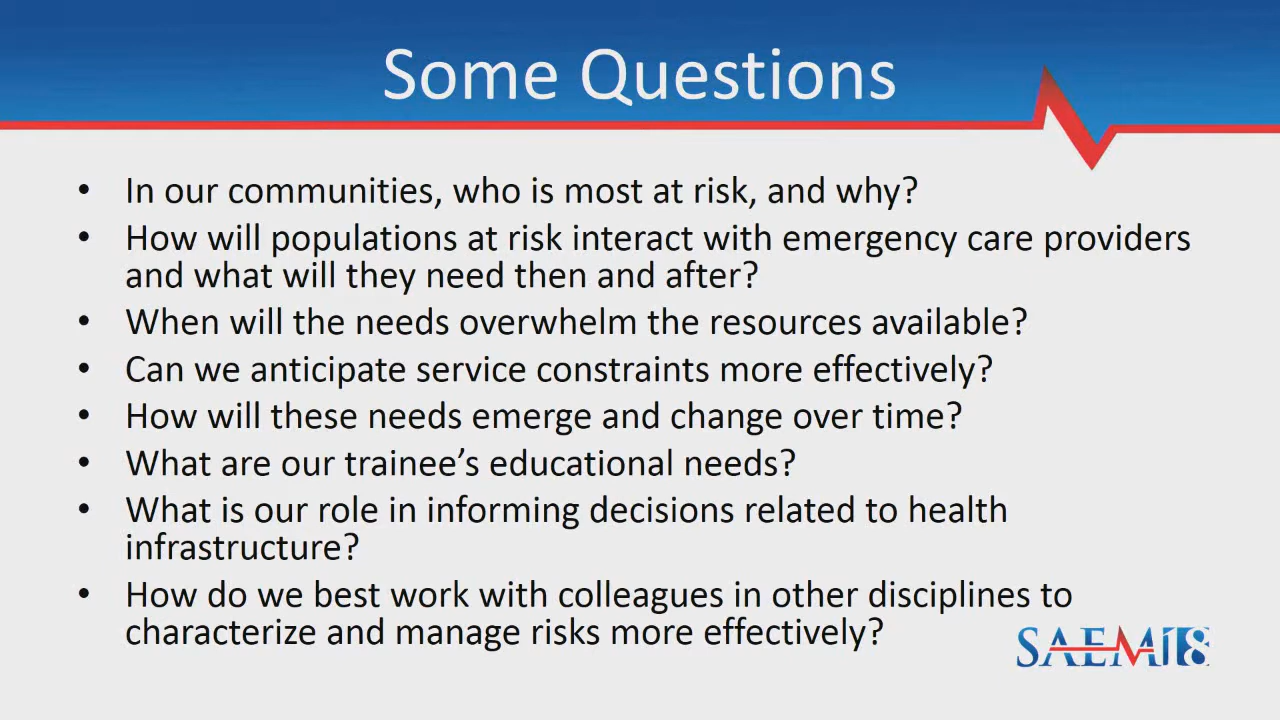 Some Questions
• In our communities, who is most at risk, and why?
• How will populations at risk interact with emergency care providers
and what will they need then and after?
• When will the needs overwhelm the resources available?
• Can we anticipate service constraints more effectively?
• How will these needs emerge and change over time?
• What are our trainee’s educational needs?
• What is our role in informing decisions related to health
infrastructure?
• How do we best work with colleagues in other disciplines to
characterize and manage risks more effectively?
SAEM18